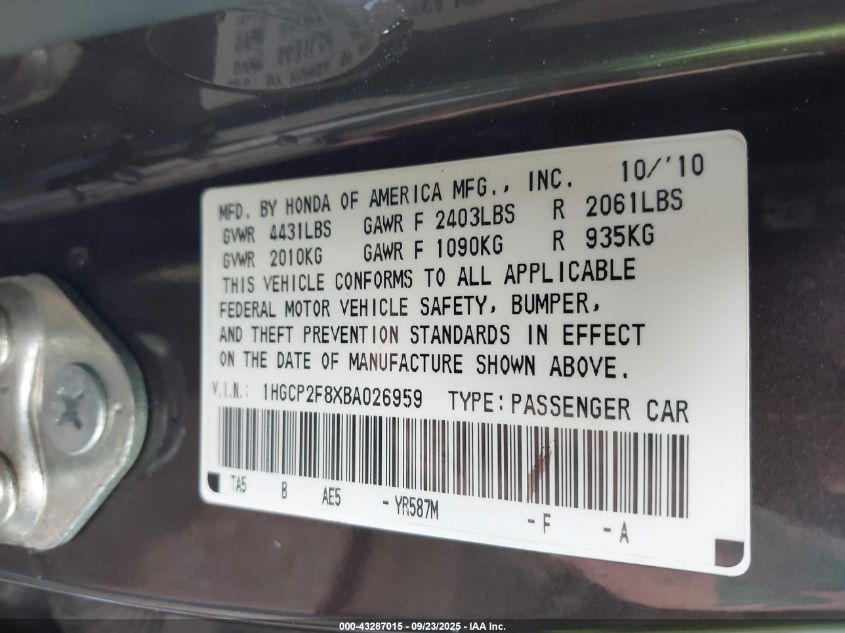 MFD. BY HONDA OF AMERICA MFG., INC. 10/'10
GVWR 4431LBS GAWR F 2403LBS R 2061LBS
GVWR 2010KG GAWR F 1090KG R 935KG
THIS VEHICLE CONFORMS TO ALL APPLICABLE
FEDERAL MOTOR VEHICLE SAFETY, BUMPER,
AND THEFT PREVENTION STANDARDS IN EFFECT
ON THE DATE OF MANUFACTURE SHOWN ABOVE.
V.I.N.: 1HGCP2F8XBA026959 TYPE: PASSENGER CAR
TA5 B AE5 - YR587M - F - A
000-43287015 - 09/23/2025 - IAA Inc.